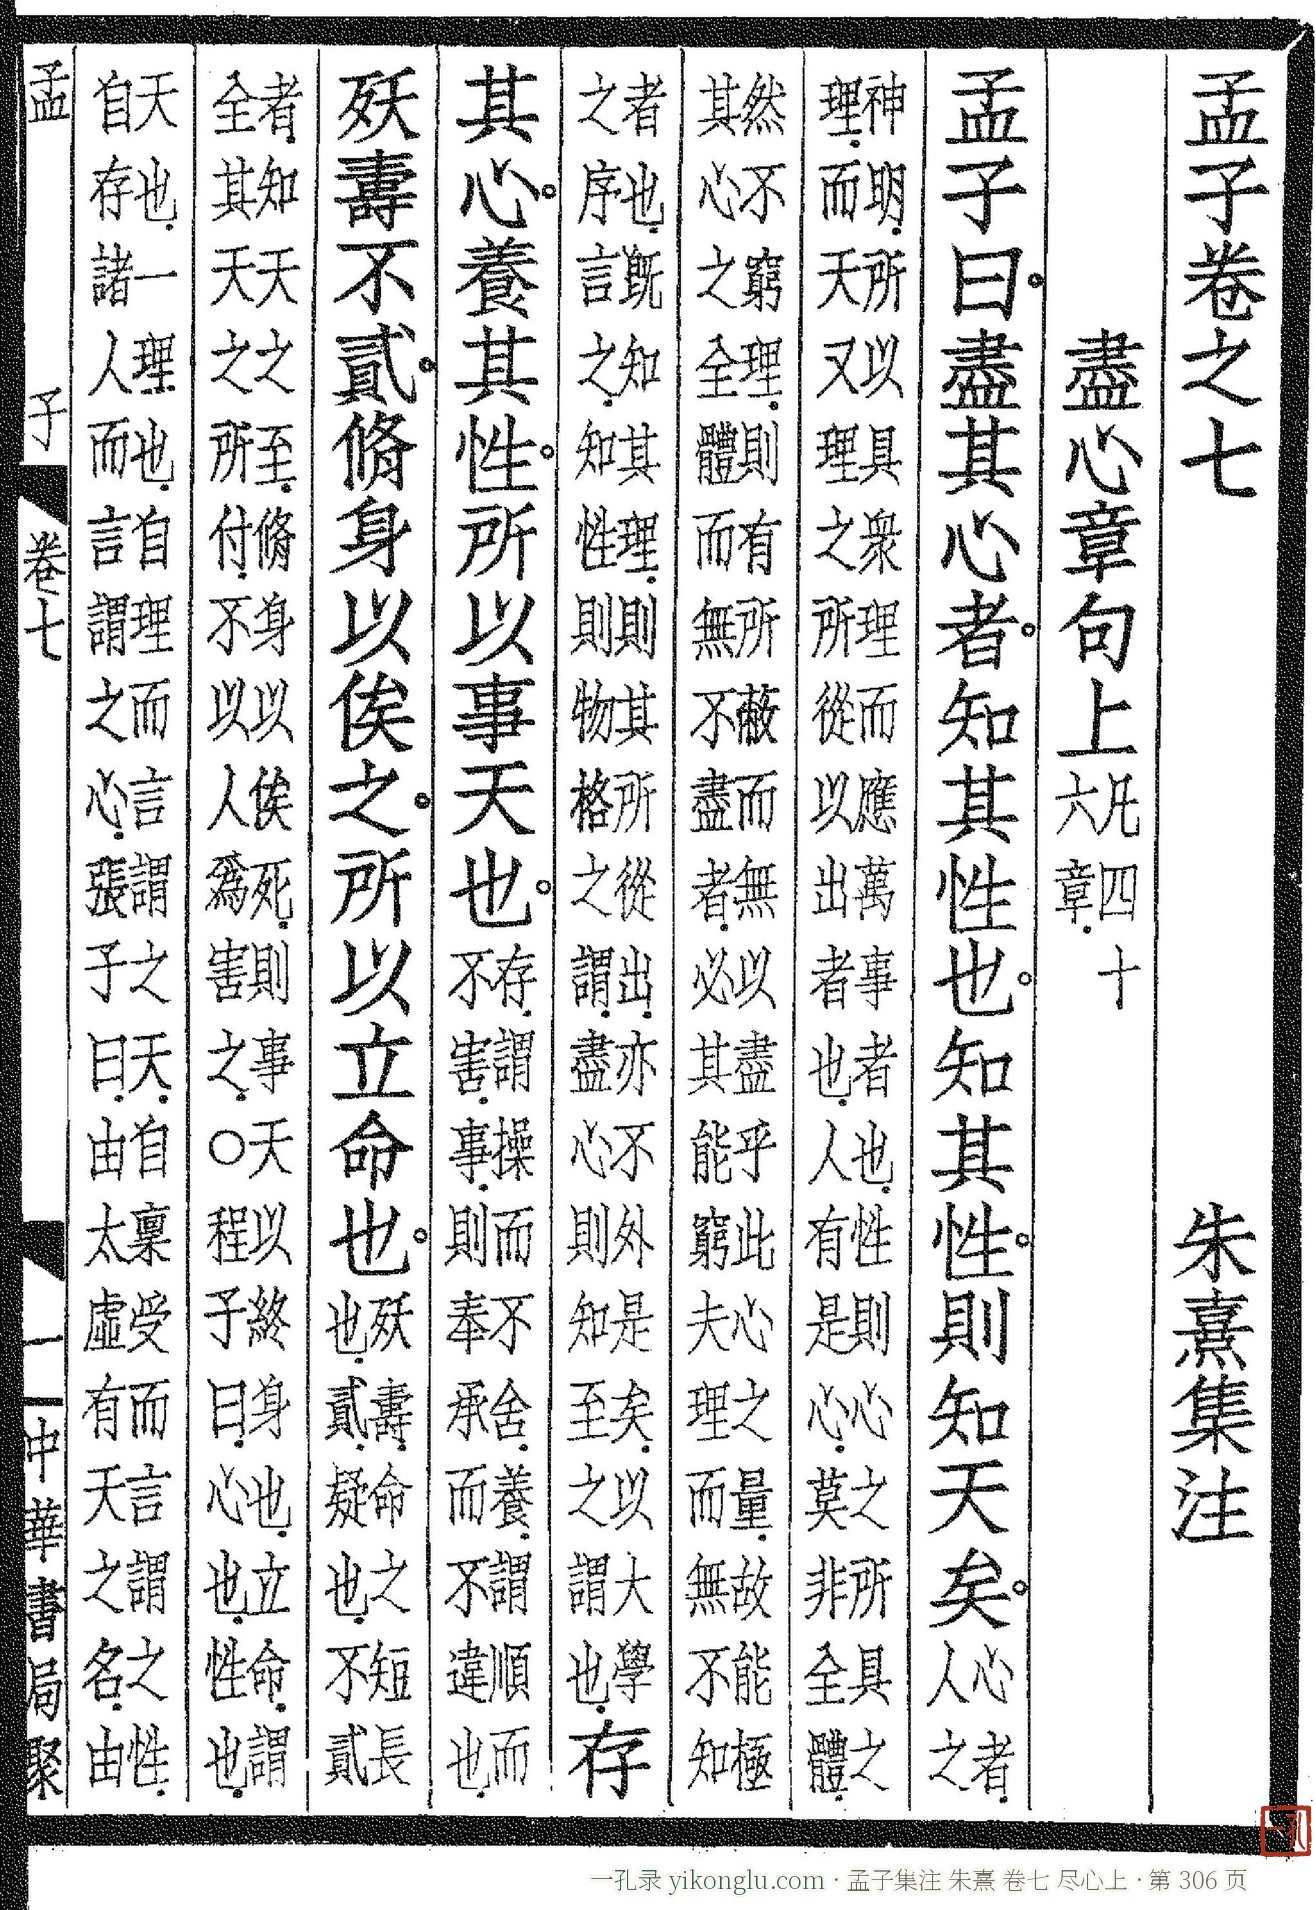 孟子卷之七 朱熹集注
盡心章句上 凡四十
六章.
孟子曰。盡其心者。知其性也。知其性。則知天矣。心者.
人之
神明.所以具衆理而應萬事者也.性則心之所具之
理.而天又理之所從以出者也.人有是心.莫非全體.
然不窮理.則有所蔽而無以盡乎此心之量.故能極
其心之全體而無不盡者.必其能窮夫理而無不知
者也.既知其理.則其所從出.亦不外是矣.以大學
之序言之.知性則物格之謂.盡心則知至之謂也.存
其心。養其性。所以事天也。存.謂操而不舍.養.謂順而
不害.事.則奉承而不違也.
殀壽不貳。脩身以俟之。所以立命也。殀壽.命之短長
也.貳.疑也.不貳
者.知天之至.脩身以俟死.則事天以終身也.立命.謂
全其天之所付.不以人爲害之.○程子曰.心也.性也.
天也.一理也.自理而言謂之天.自稟受而言謂之性.
自存諸人而言謂之心.張子曰.由太虛有天之名.由
孟子 卷七 一 中華書局聚
一孔录 yikonglu.com · 孟子集注 朱熹 卷七 尽心上 · 第 306 页